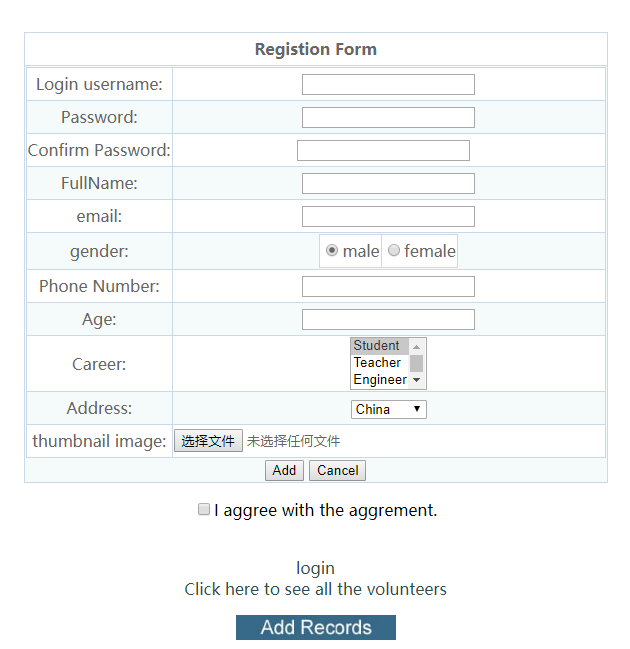 Registion Form
Login username:
Password:
Confirm Password:
FullName:
email:
gender: male female
Phone Number:
Age:
Career: Student
Teacher
Engineer
Address: China
thumbnail image: 选择文件 未选择任何文件
Add Cancel
I aggree with the aggrement.
login
Click here to see all the volunteers
Add Records